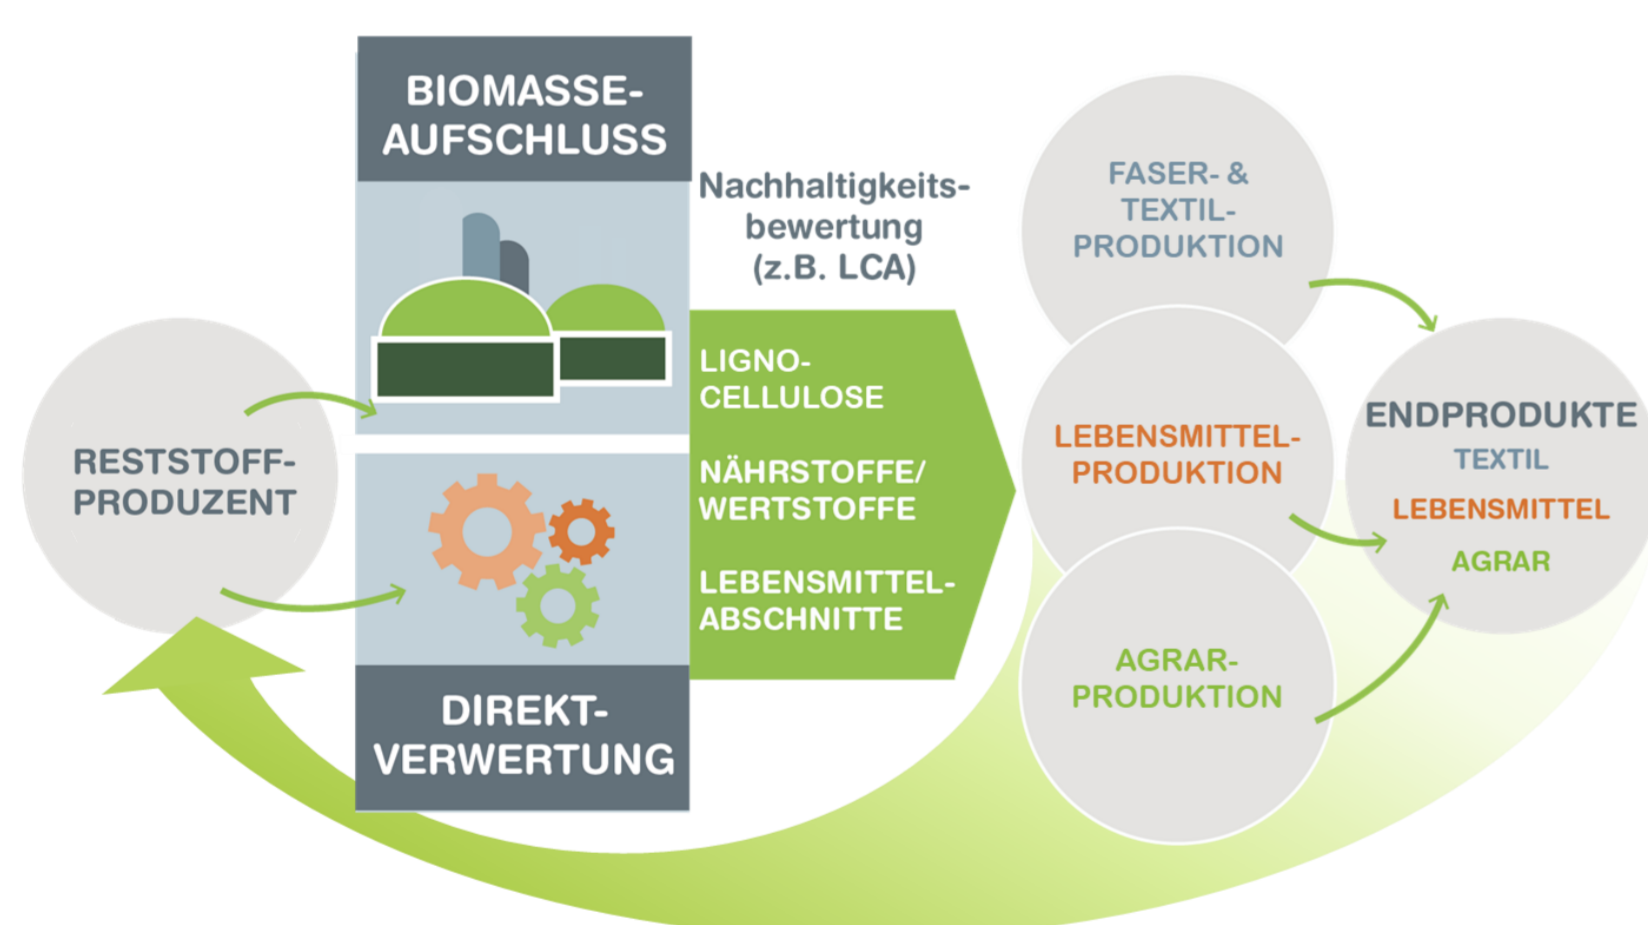 RESTSTOFF-
PRODUZENT
BIOMASSE-
AUFSCHLUSS
DIREKT-
VERWERTUNG
Nachhaltigkeits-
bewertung
(z.B. LCA)
LIGNO-
CELLULOSE
NÄHRSTOFFE/
WERTSTOFFE
LEBENSMITTEL-
ABSCHNITTE
FASER- &
TEXTIL-
PRODUKTION
LEBENSMITTEL-
PRODUKTION
AGRAR-
PRODUKTION
ENDPRODUKTE
TEXTIL
LEBENSMITTEL
AGRAR